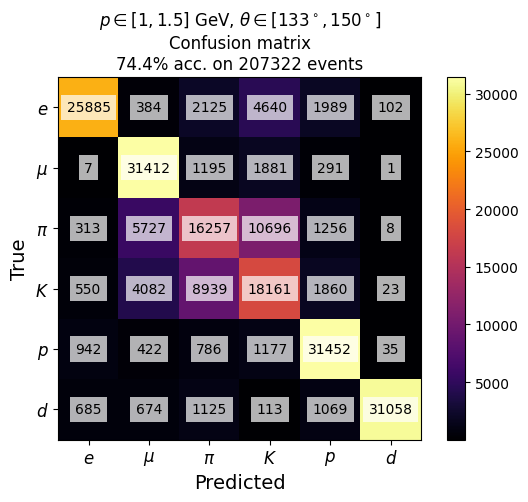 p ∈ [1, 1.5] GeV, θ ∈ [133°, 150°]
Confusion matrix
74.4% acc. on 207322 events
True
e 25885 384 2125 4640 1989 102
μ 7 31412 1195 1881 291 1
π 313 5727 16257 10696 1256 8
K 550 4082 8939 18161 1860 23
p 942 422 786 1177 31452 35
d 685 674 1125 113 1069 31058
e μ π K p d
Predicted
30000
25000
20000
15000
10000
5000